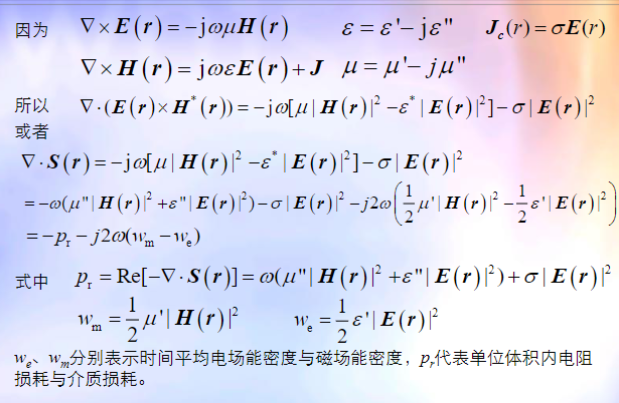 因为 ∇×E(r)=-jωμH(r) ε=ε'-jε" J_c(r)=σE(r)
∇×H(r)=jωεE(r)+J μ=μ'-jμ"
所以 ∇·(E(r)×H*(r))=-jω[μ|H(r)|²-ε*|E(r)|²]-σ|E(r)|²
或者
∇·S(r)=-jω[μ|H(r)|²-ε*|E(r)|²]-σ|E(r)|²
=-ω(μ"|H(r)|²+ε"|E(r)|²)-σ|E(r)|²-j2ω(1/2 μ'|H(r)|²-1/2 ε'|E(r)|²)
=-p_r-j2ω(w_m-w_e)
式中 p_r=Re[-∇·S(r)]=ω(μ"|H(r)|²+ε"|E(r)|²)+σ|E(r)|²
w_m=1/2 μ'|H(r)|² w_e=1/2 ε'|E(r)|²
w_e、w_m分别表示时间平均电场能密度与磁场能密度，p_r代表单位体积内电阻
损耗与介质损耗。